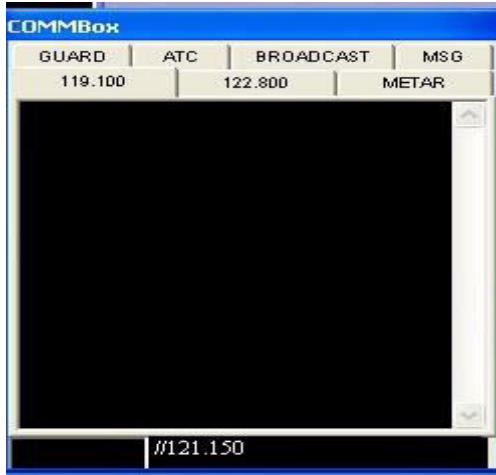 COMMBox
GUARD ATC BROADCAST MSG
119.100 122.800 METAR
//121.150